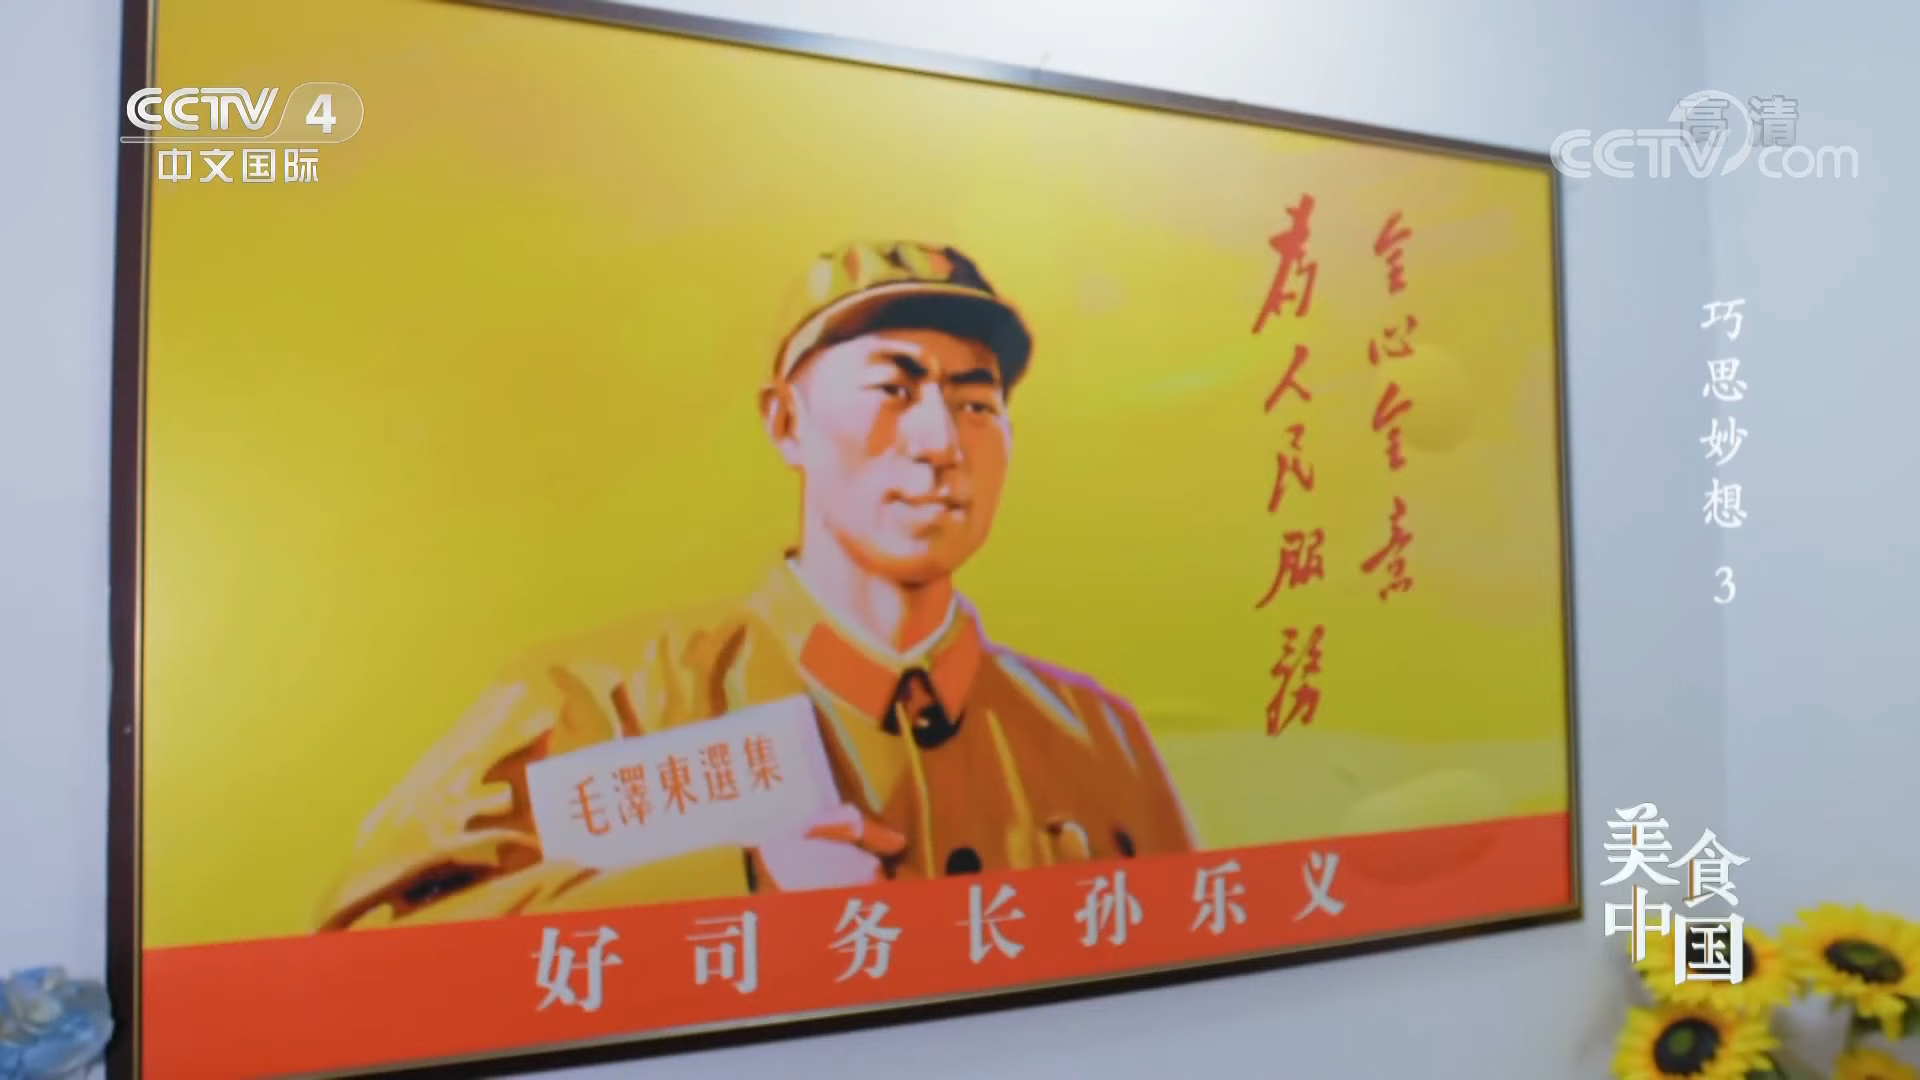 CCTV 4
中文国际
高清
CCTV.com
全心全意
为人民服務
巧思妙想 3
毛澤東選集
好司务长孙乐义
美食中国